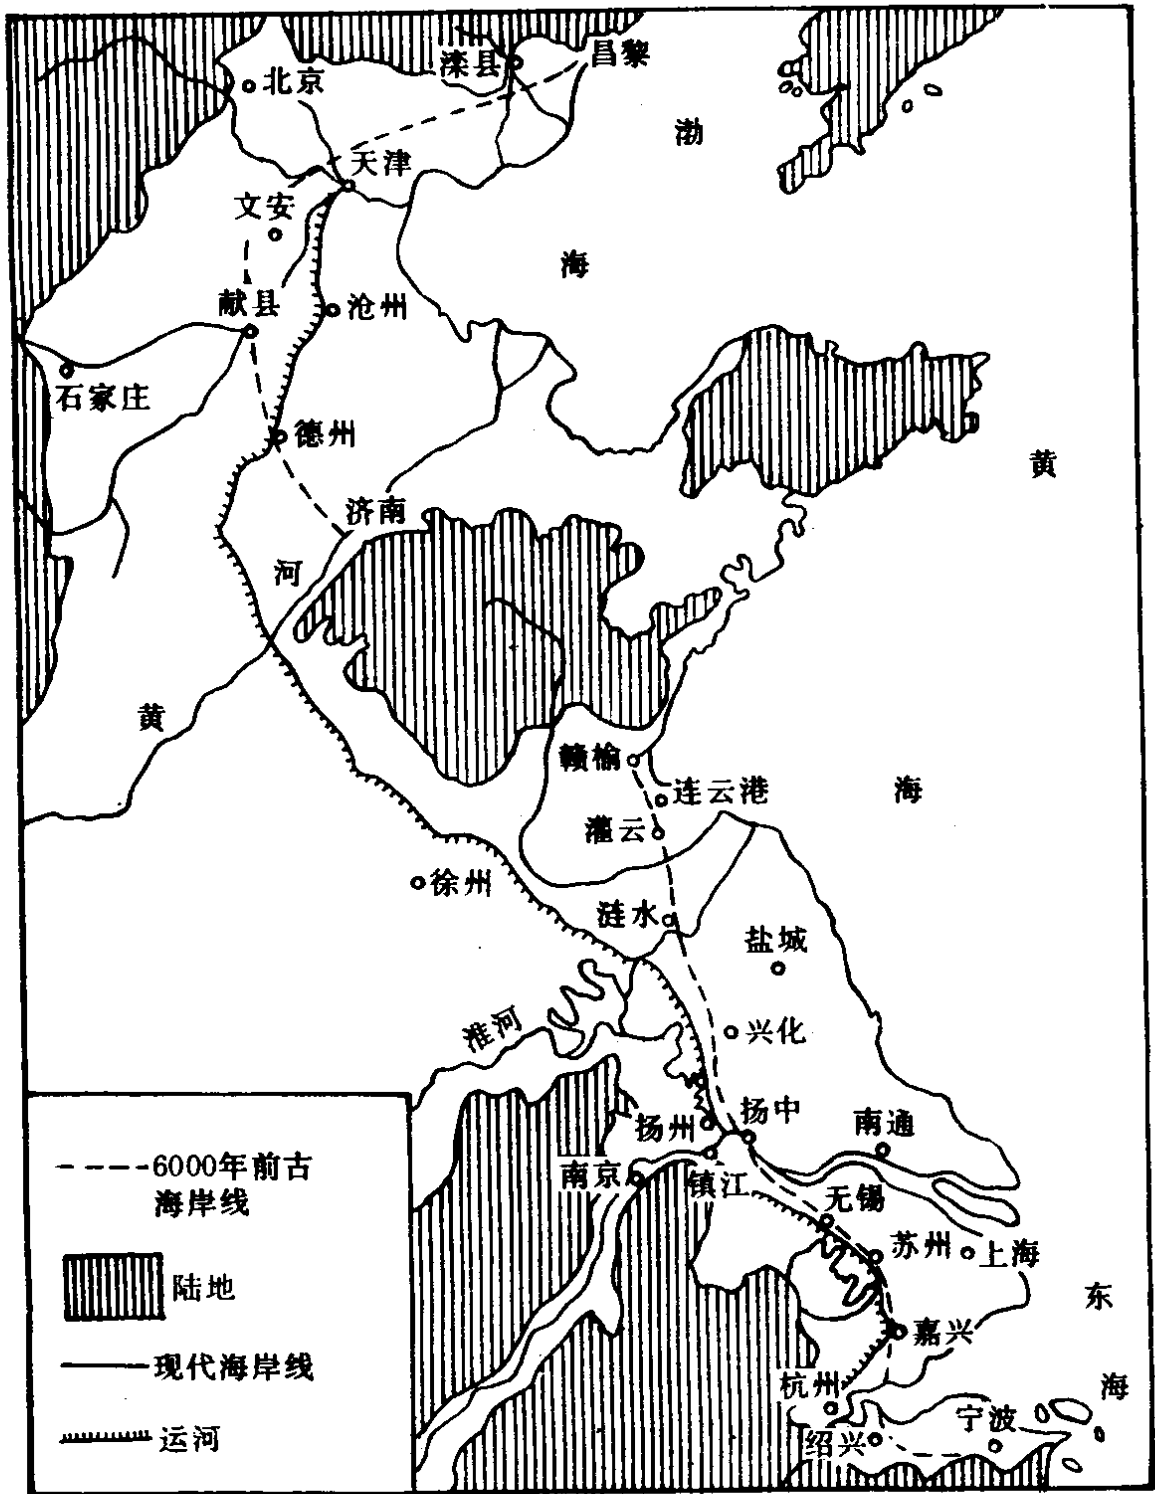 滦县
昌黎
北京
渤
天津
文安
海
献县
沧州
石家庄
德州
黄
济南
河
黄
赣榆
连云港
海
灌云
徐州
涟水
盐城
淮河
兴化
扬州
扬中
南通
南京
镇江
无锡
苏州
上海
东
嘉兴
杭州
海
宁波
绍兴
6000年前古
海岸线
陆地
现代海岸线
运河